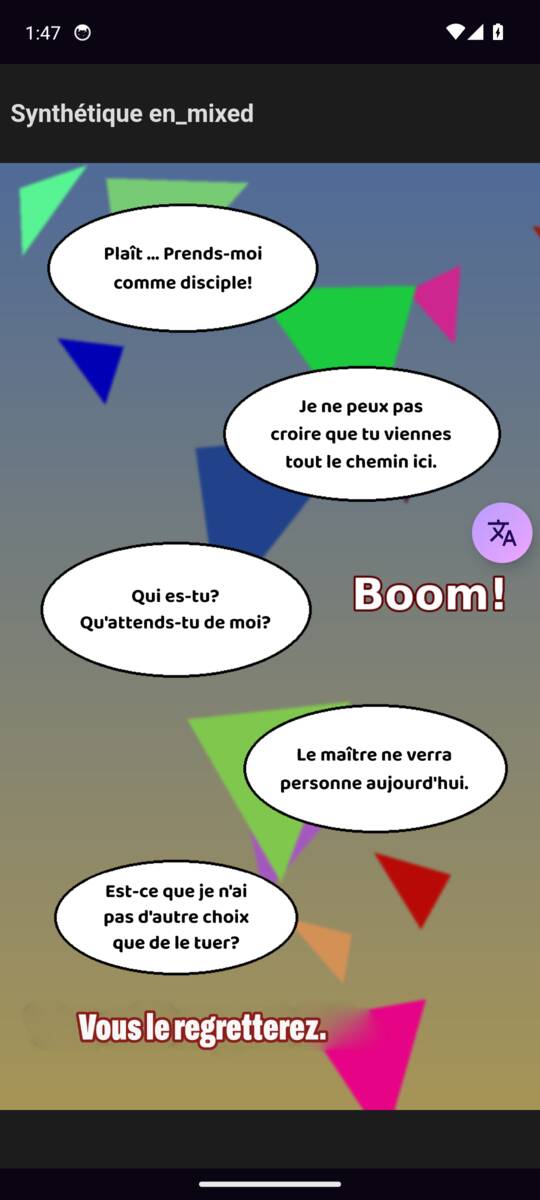 1:47
Synthétique en_mixed
Plaît ... Prends-moi
comme disciple!
Je ne peux pas
croire que tu viennes
tout le chemin ici.
Qui es-tu?
Qu'attends-tu de moi?
Boom!
Le maître ne verra
personne aujourd'hui.
Est-ce que je n'ai
pas d'autre choix
que de le tuer?
Vous le regretterez.